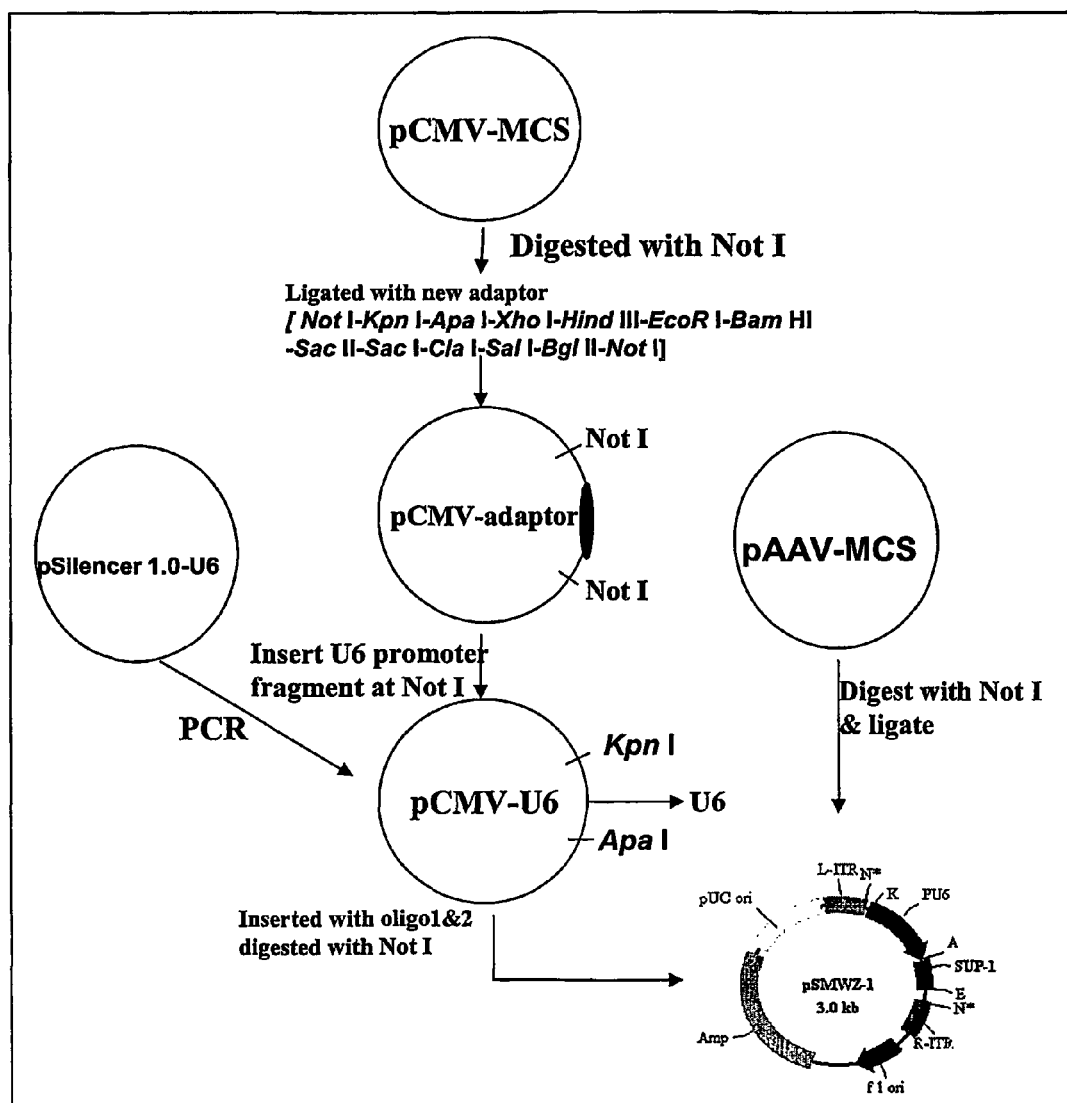 pCMV-MCS
Digested with Not I
Ligated with new adaptor
[ Not I-Kpn I-Apa I-Xho I-Hind III-EcoR I-Bam HI
-Sac II-Sac I-Cla I-Sal I-Bgl II-Not I]
Not I
pCMV-adaptor
Not I
pSilencer 1.0-U6
pAAV-MCS
Insert U6 promoter
fragment at Not I
PCR
Digest with Not I
& ligate
Kpn I
pCMV-U6
U6
Apa I
Inserted with oligo1&2
digested with Not I
L-ITR
N*
K
PU6
pUC ori
A
SUP-1
E
N*
R-ITR
pSMWZ-1
3.0 kb
Amp
f1 ori